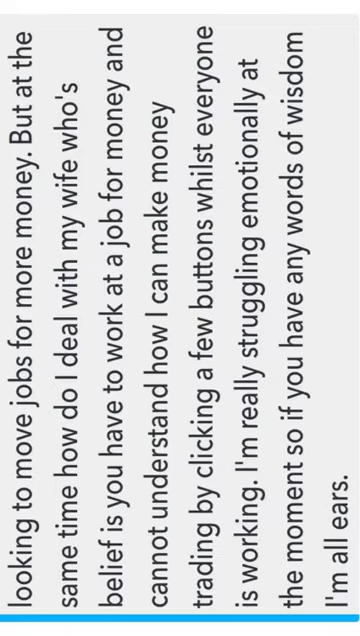 looking to move jobs for more money. But at the
same time how do I deal with my wife who's
belief is you have to work at a job for money and
cannot understand how I can make money
trading by clicking a few buttons whilst everyone
is working. I'm really struggling emotionally at
the moment so if you have any words of wisdom
I'm all ears.